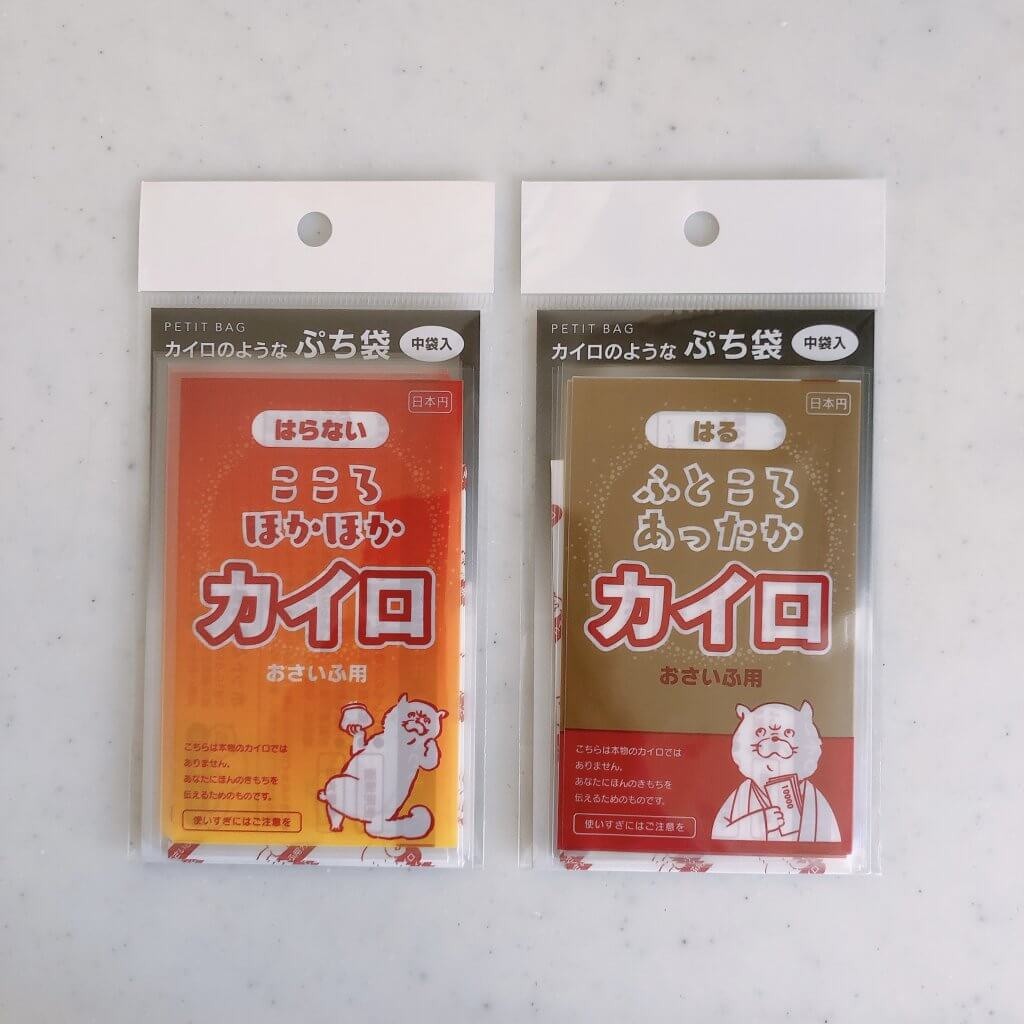 PETIT BAG
カイロのような ぷち袋 中袋入
日本円
はらない
こころ
ほかほか
カイロ
おさいふ用
こちらは本物のカイロでは
ありません。
あなたにほんのきもちを
伝えるためのものです。
使いすぎにはご注意を
PETIT BAG
カイロのような ぷち袋 中袋入
日本円
はる
ふところ
あったか
カイロ
おさいふ用
10000
こちらは本物のカイロでは
ありません。
あなたにほんのきもちを
伝えるためのものです。
使いすぎにはご注意を